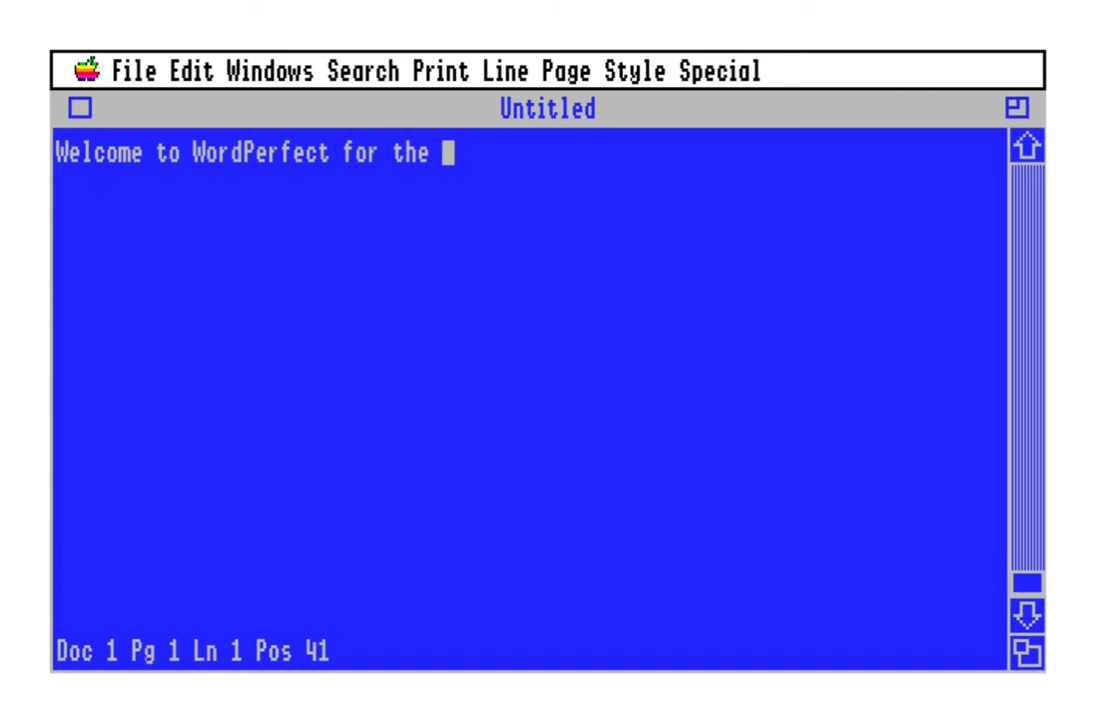 File Edit Windows Search Print Line Page Style Special
Untitled
Welcome to WordPerfect for the
Doc 1 Pg 1 Ln 1 Pos 41